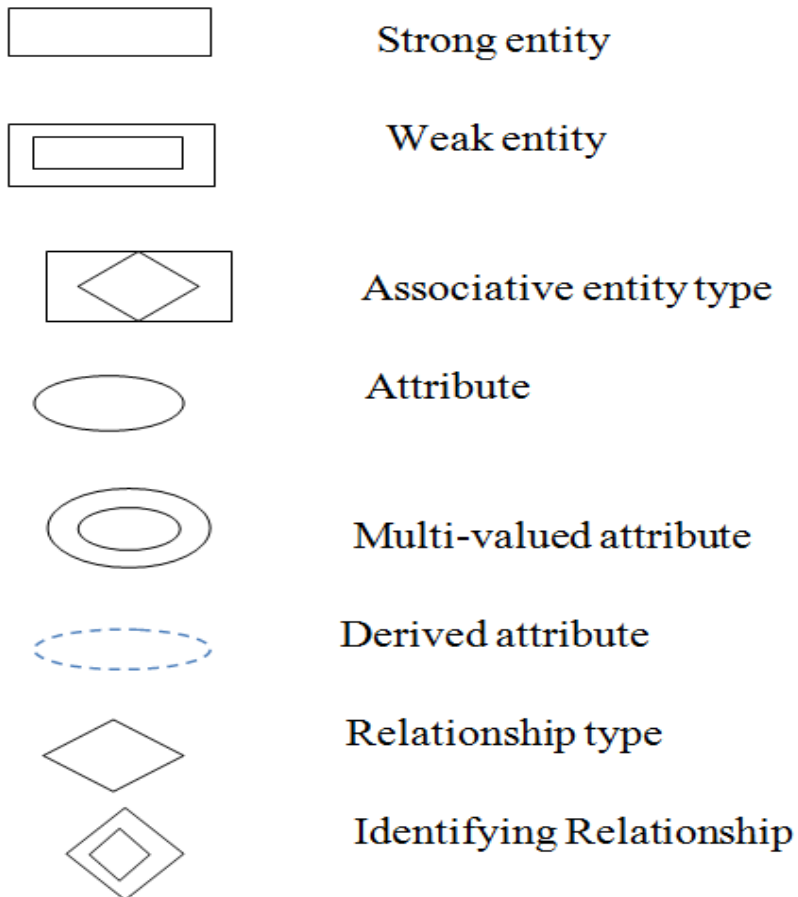 Strong entity
Weak entity
Associative entity type
Attribute
Multi-valued attribute
Derived attribute
Relationship type
Identifying Relationship